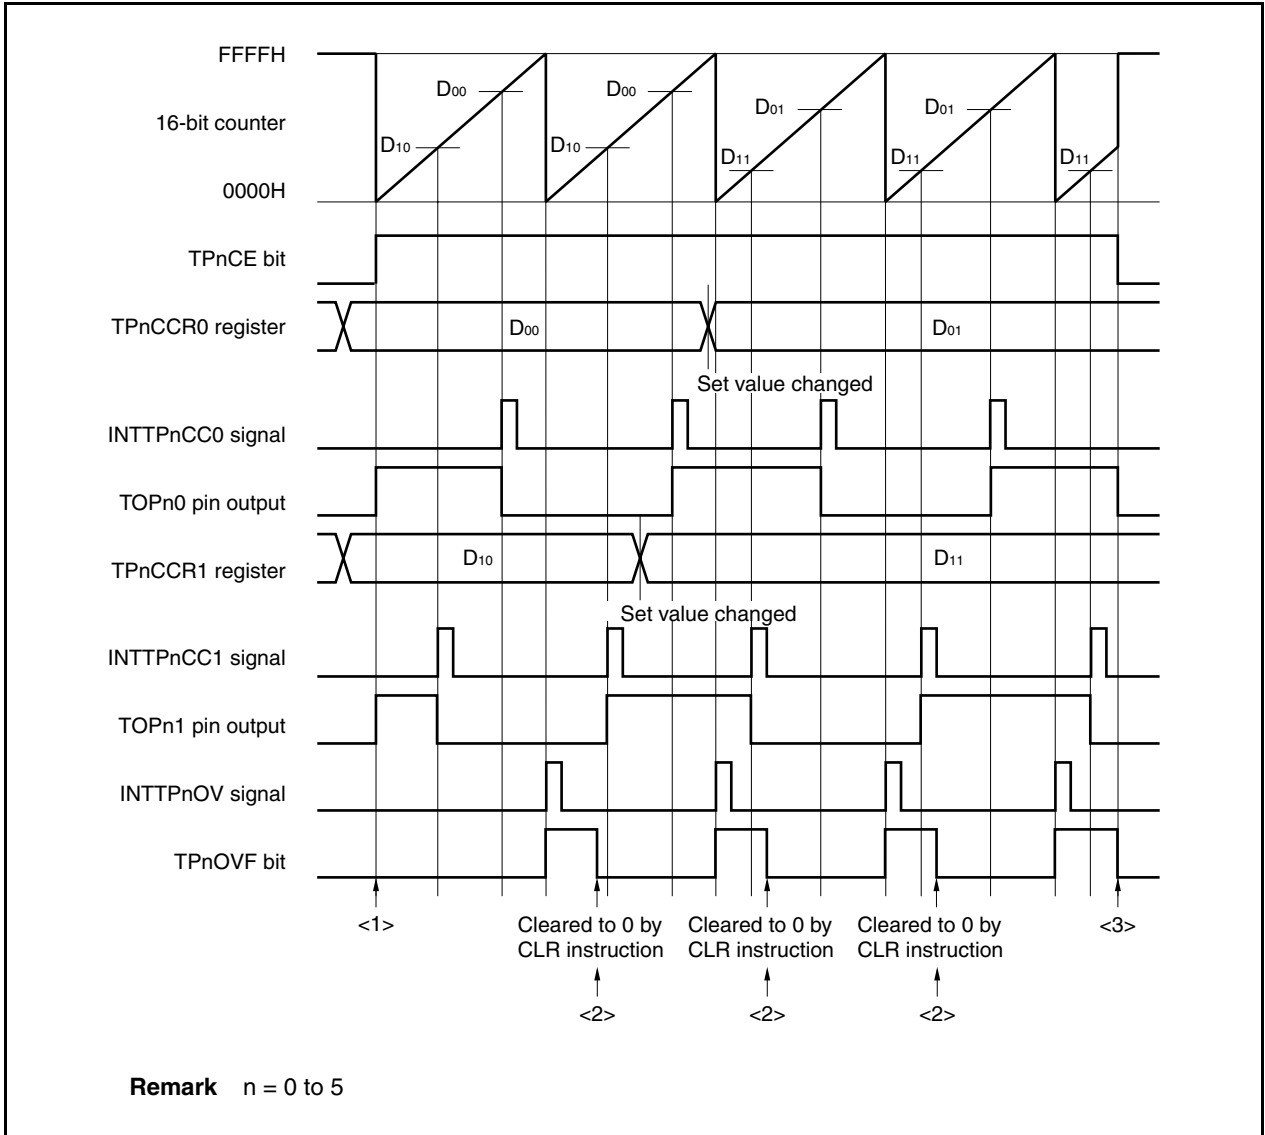 FFFFH
16-bit counter
0000H
D00
D10
D00
D10
D01
D11
D01
D11
D11
TPnCE bit
TPnCCR0 register
D00
D01
Set value changed
INTTPnCC0 signal
TOPn0 pin output
TPnCCR1 register
D10
D11
Set value changed
INTTPnCC1 signal
TOPn1 pin output
INTTPnOV signal
TPnOVF bit
<1>
Cleared to 0 by
CLR instruction
<2>
Cleared to 0 by
CLR instruction
<2>
Cleared to 0 by
CLR instruction
<2>
<3>
Remark n = 0 to 5